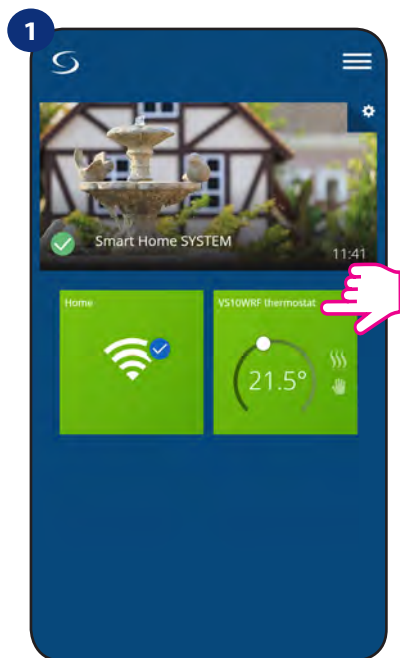 1
Smart Home SYSTEM
11:41
Home
VS10WRF thermostat
21.5°